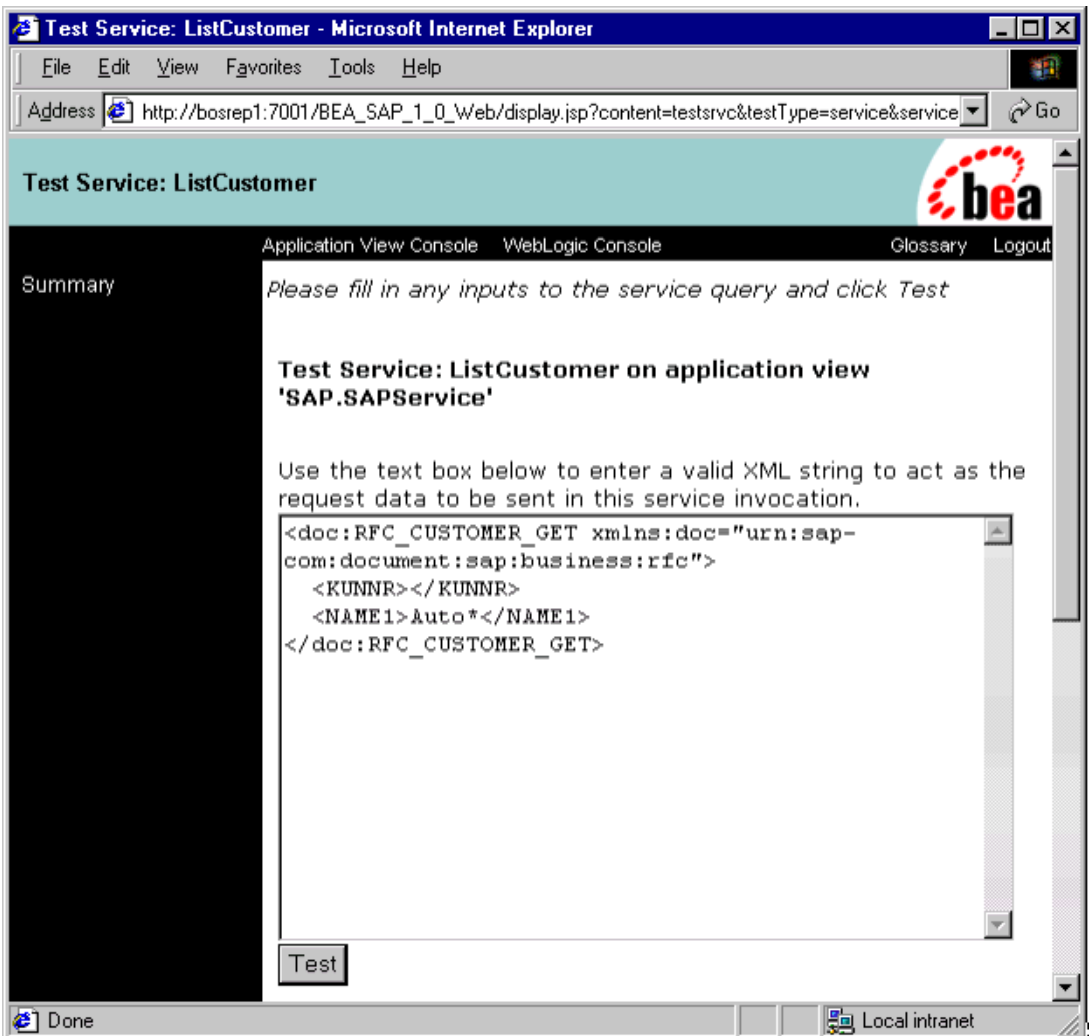 Test Service: ListCustomer - Microsoft Internet Explorer
File Edit View Favorites Tools Help
Address http://bosrep1:7001/BEA_SAP_1_0_Web/display.jsp?content=testsrvc&testType=service&service Go
Test Service: ListCustomer
bea
Application View Console WebLogic Console Glossary Logout
Summary
Please fill in any inputs to the service query and click Test
Test Service: ListCustomer on application view
'SAP.SAPService'
Use the text box below to enter a valid XML string to act as the
request data to be sent in this service invocation.
<doc:RFC_CUSTOMER_GET xmlns:doc="urn:sap-
com:document:sap:business:rfc">
  <KUNNR></KUNNR>
  <NAME1>Auto*</NAME1>
</doc:RFC_CUSTOMER_GET>
Test
Done Local intranet